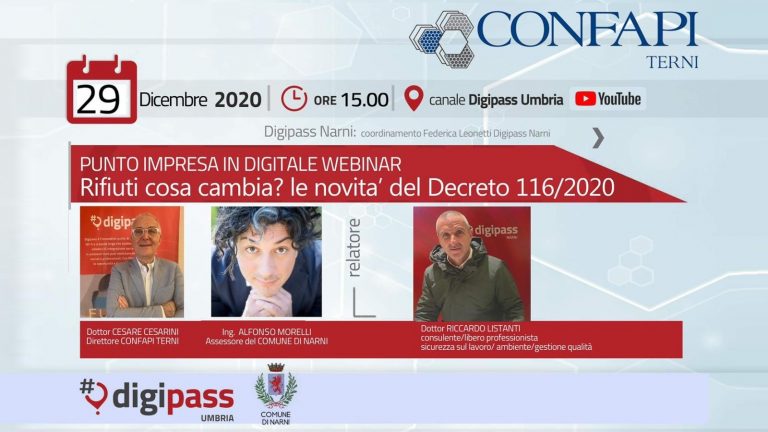 CONFAPI
TERNI
29 Dicembre 2020 | ORE 15.00 | canale Digipass Umbria YouTube
Digipass Narni: coordinamento Federica Leonetti Digipass Narni
PUNTO IMPRESA IN DIGITALE WEBINAR
Rifiuti cosa cambia? le novita' del Decreto 116/2020
digipass
digipass
NARNI
relatore
Dottor CESARE CESARINI
Direttore CONFAPI TERNI
Ing. ALFONSO MORELLI
Assessore del COMUNE DI NARNI
Dottor RICCARDO LISTANTI
consulente/libero professionista
sicurezza sul lavoro/ ambiente/gestione qualità
#digipass
UMBRIA
COMUNE
DI NARNI